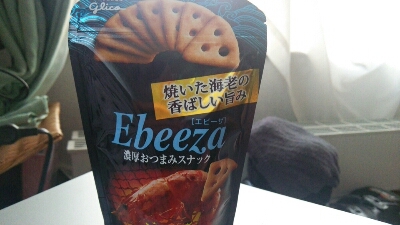 Glico
焼いた海老の
香ばしい旨み
Ebeeza
[エビーザ]
濃厚おつまみスナック